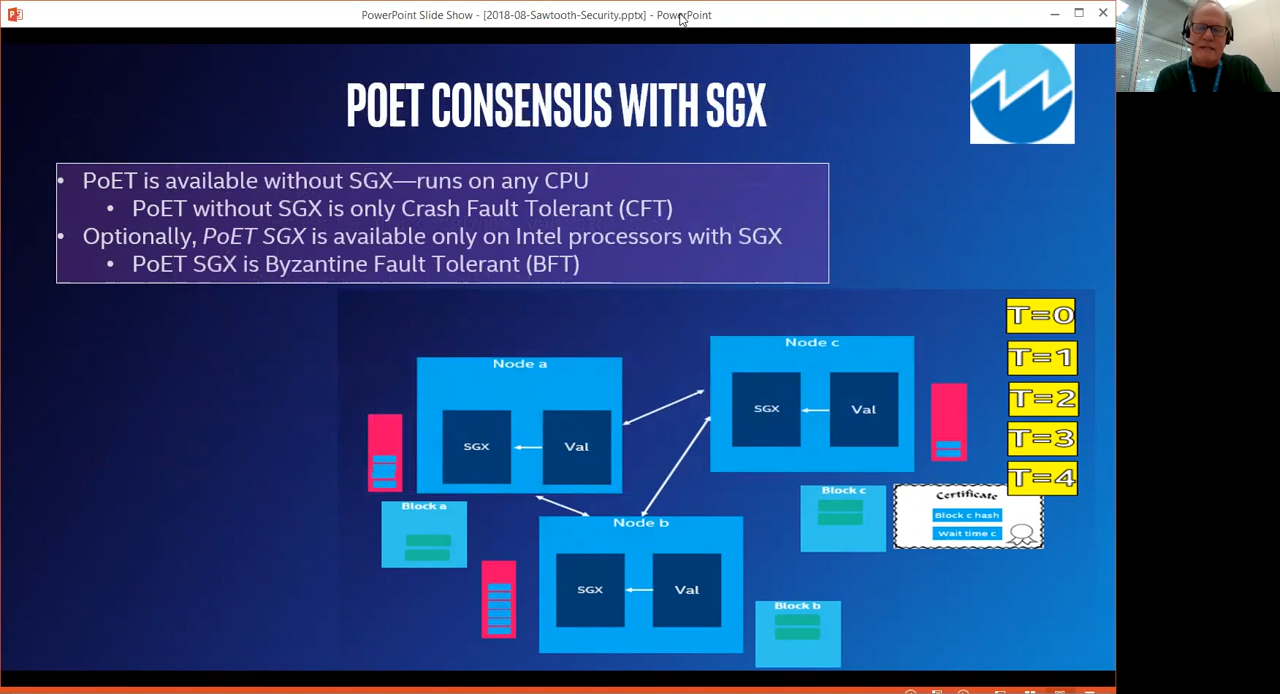 PowerPoint Slide Show - [2018-08-Sawtooth-Security.pptx] - PowerPoint
POET CONSENSUS WITH SGX
• PoET is available without SGX—runs on any CPU
• PoET without SGX is only Crash Fault Tolerant (CFT)
• Optionally, PoET SGX is available only on Intel processors with SGX
• PoET SGX is Byzantine Fault Tolerant (BFT)
T=0
T=1
T=2
T=3
T=4
Node a
SGX
Val
Node c
SGX
Val
Block a
Block c
Certificate
Block c hash
Wait time c
Node b
SGX
Val
Block b